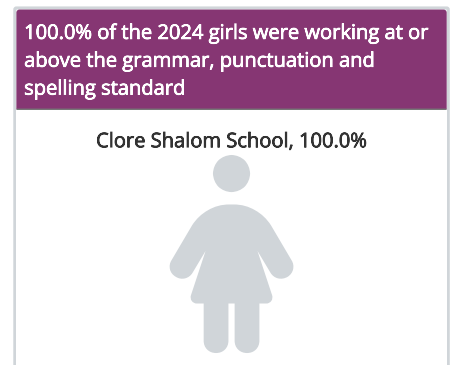 100.0% of the 2024 girls were working at or
above the grammar, punctuation and
spelling standard
Clore Shalom School, 100.0%